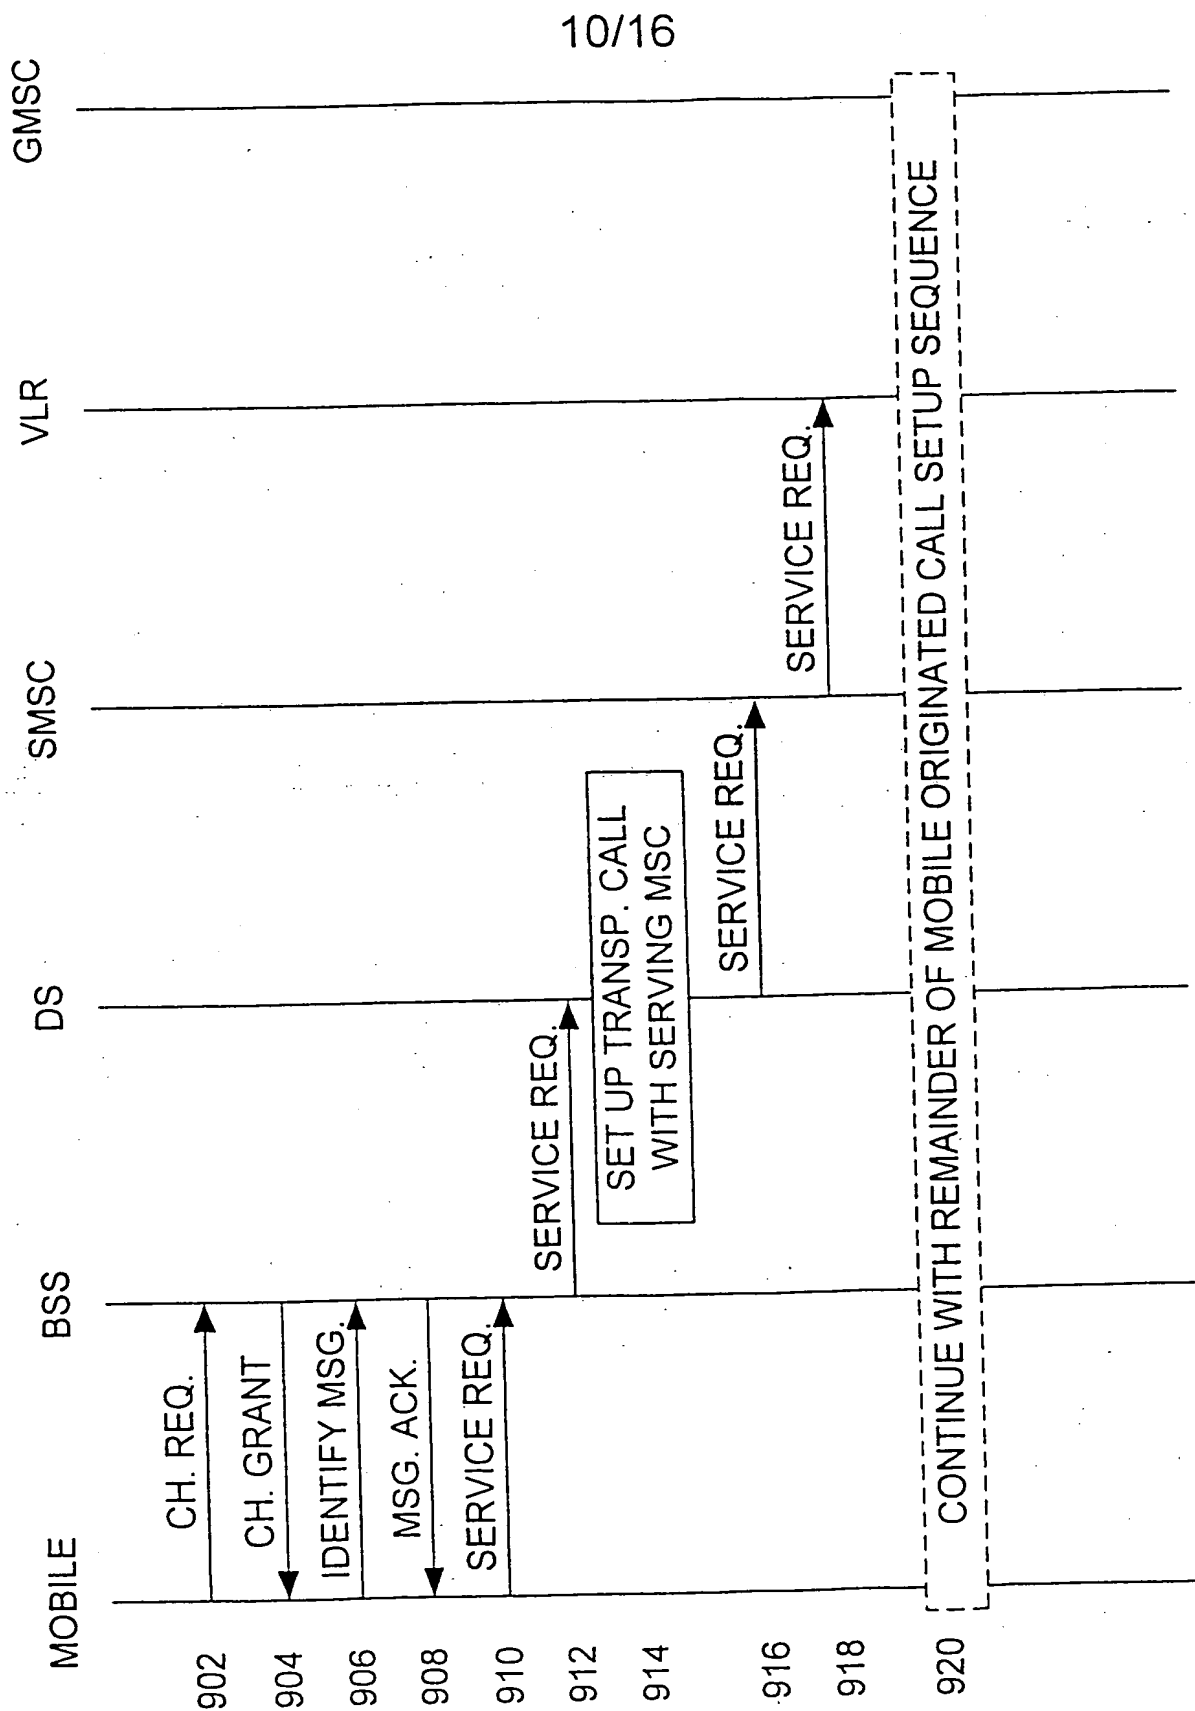 10/16
MOBILE
BSS
DS
SMSC
VLR
GMSC
902
CH. REQ.
904
CH. GRANT
906
IDENTIFY MSG.
908
MSG. ACK.
910
SERVICE REQ.
912
SERVICE REQ.
914
SET UP TRANSP. CALL
WITH SERVING MSC
916
SERVICE REQ.
918
SERVICE REQ.
920
CONTINUE WITH REMAINDER OF MOBILE ORIGINATED CALL SETUP SEQUENCE